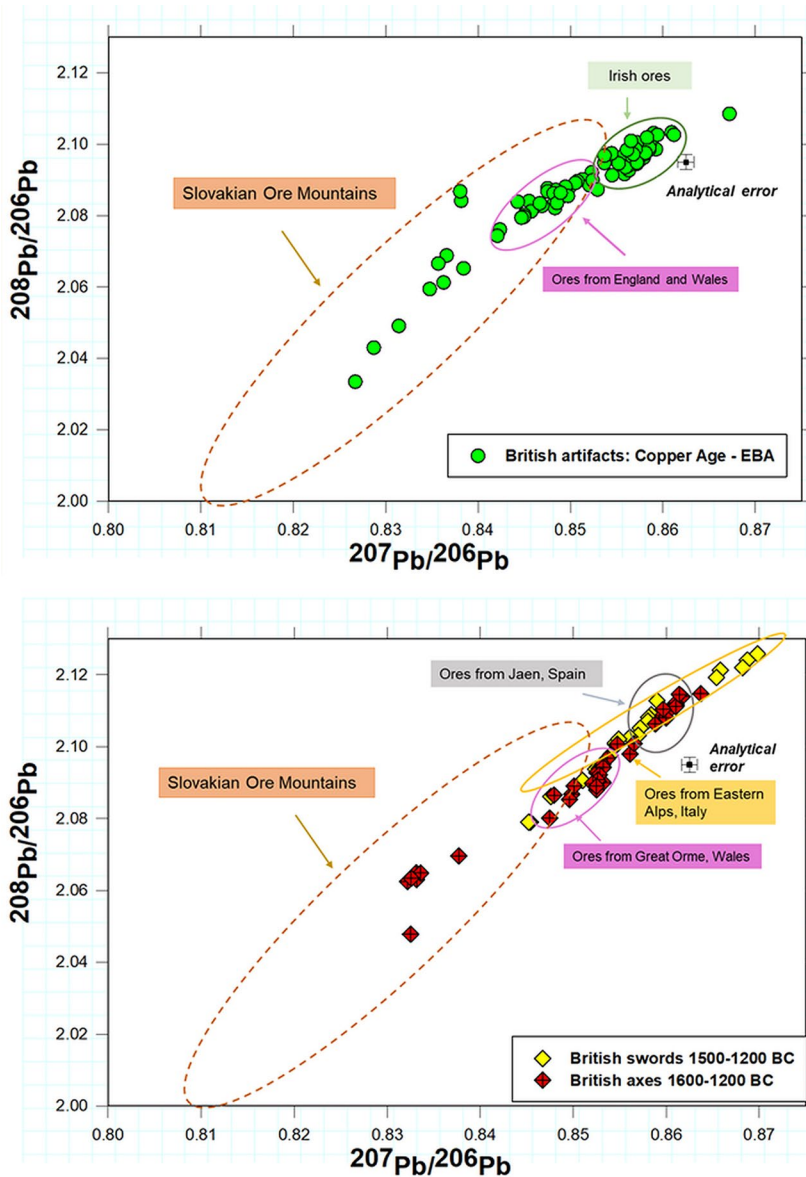 2.12
2.10
2.08
2.06
2.04
2.02
2.00
208Pb/206Pb
Irish ores
Slovakian Ore Mountains
Analytical error
Ores from England and Wales
British artifacts: Copper Age - EBA
0.80 0.81 0.82 0.83 0.84 0.85 0.86 0.87
207Pb/206Pb
2.12
2.10
2.08
2.06
2.04
2.02
2.00
208Pb/206Pb
Ores from Jaen, Spain
Slovakian Ore Mountains
Analytical
error
Ores from Eastern
Alps, Italy
Ores from Great Orme, Wales
British swords 1500-1200 BC
British axes 1600-1200 BC
0.80 0.81 0.82 0.83 0.84 0.85 0.86 0.87
207Pb/206Pb